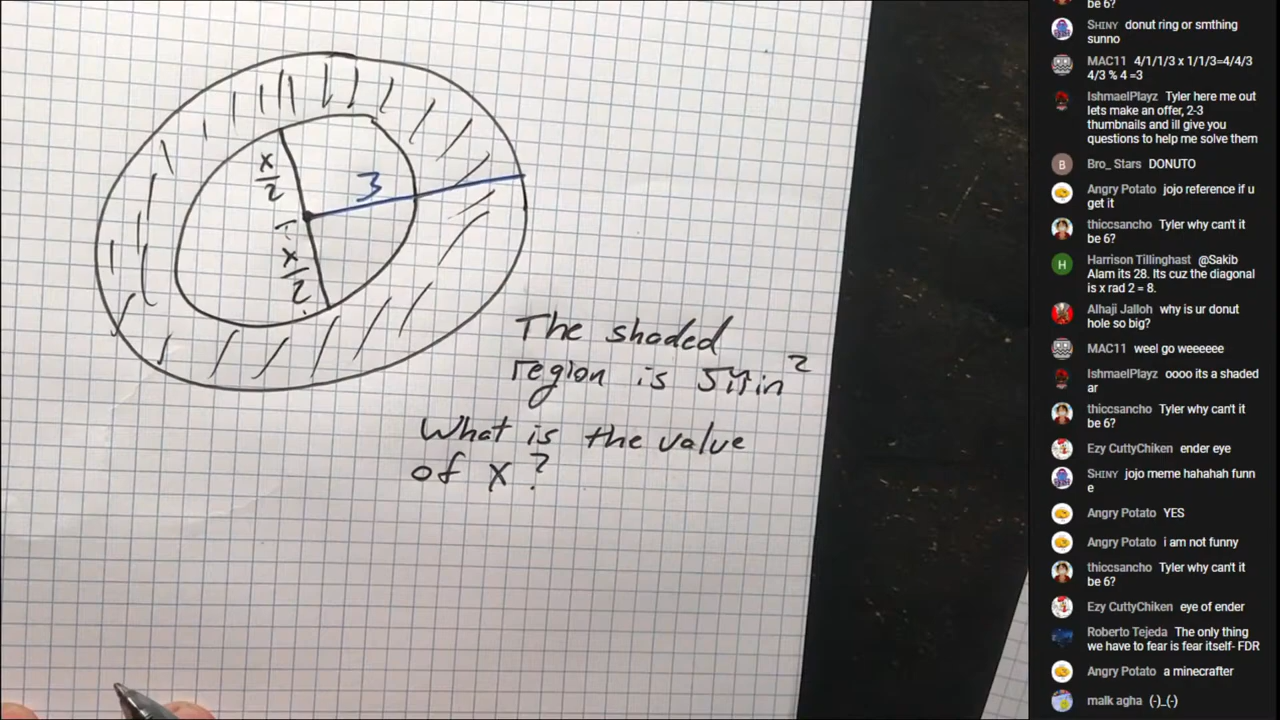 x/2
3
x/2
The shaded
region is 5π in²
What is the value
of x?
be 6?
SHINY donut ring or smthing
sunno
MAC11 4/1/1/3 x 1/1/3=4/4/3
4/3 % 4 =3
IshmaelPlayz Tyler here me out
lets make an offer, 2-3
thumbnails and ill give you
questions to help me solve them
Bro_ Stars DONUTO
Angry Potato jojo reference if u
get it
thiccsancho Tyler why can't it
be 6?
Harrison Tillinghast @Sakib
Alam its 28. Its cuz the diagonal
is x rad 2 = 8.
Alhaji Jalloh why is ur donut
hole so big?
MAC11 weel go weeeeee
IshmaelPlayz oooo its a shaded
ar
thiccsancho Tyler why can't it
be 6?
Ezy CuttyChiken ender eye
SHINY jojo meme hahahah funn
e
Angry Potato YES
Angry Potato i am not funny
thiccsancho Tyler why can't it
be 6?
Ezy CuttyChiken eye of ender
Roberto Tejeda The only thing
we have to fear is fear itself- FDR
Angry Potato a minecrafter
malk agha (-)_(-)